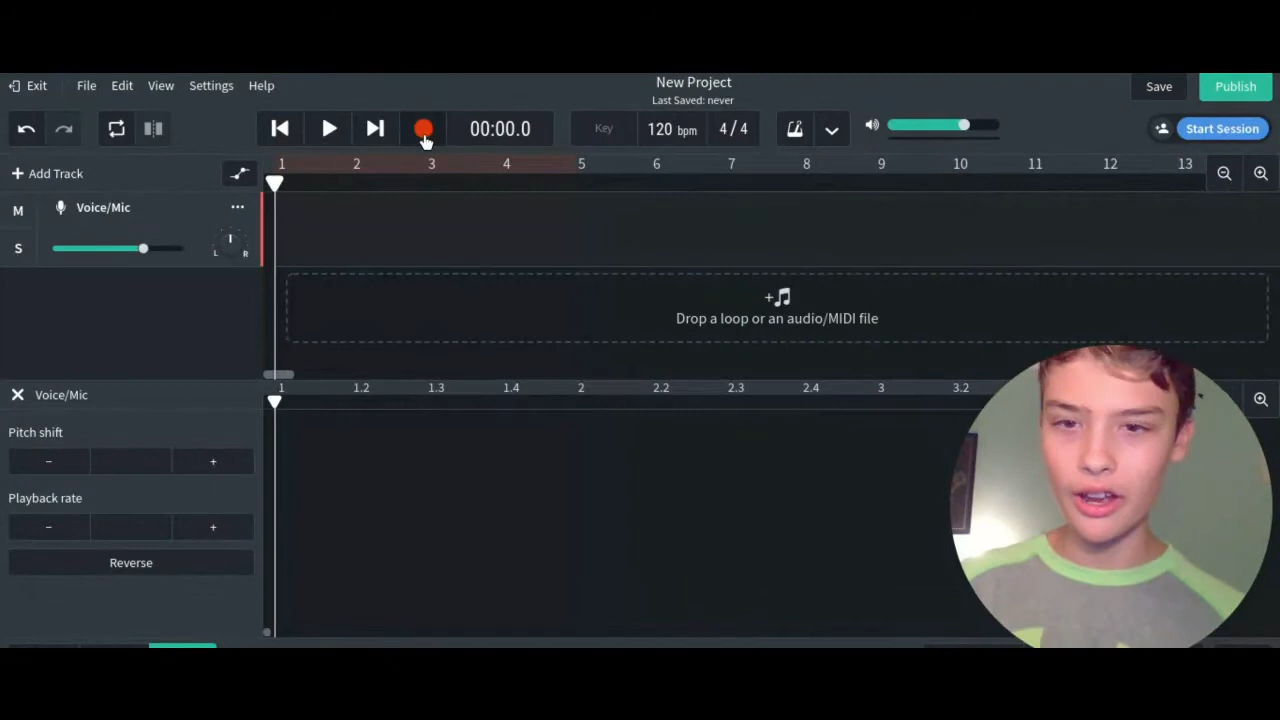 Exit File Edit View Settings Help
New Project
Last Saved: never
Save Publish
00:00.0 Key 120 bpm 4 / 4 Start Session
+ Add Track
1 2 3 4 5 6 7 8 9 10 11 12 13
M Voice/Mic ...
S L R
Drop a loop or an audio/MIDI file
1 1.2 1.3 1.4 2 2.2 2.3 2.4 3 3.2
Voice/Mic
Pitch shift
− +
Playback rate
− +
Reverse